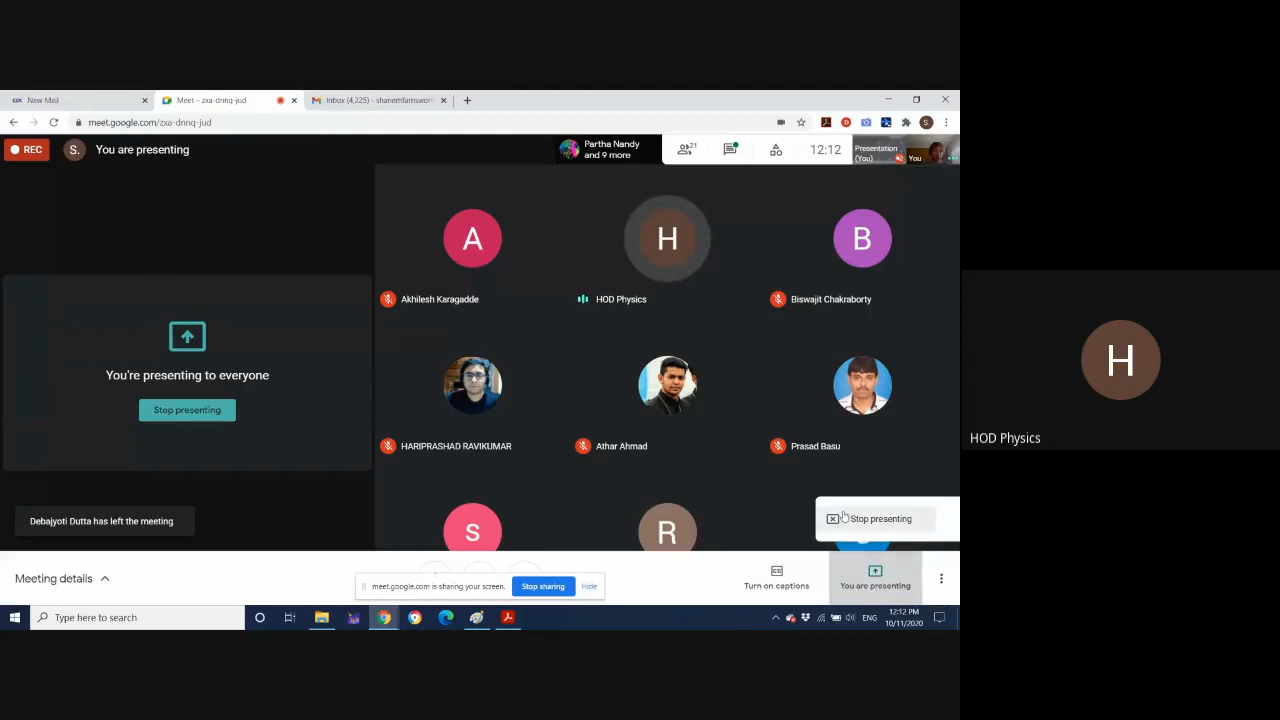 New Mail
Meet – zxa-dnnq-jud
Inbox (4,225) - shanemfarnswor
meet.google.com/zxa-dnnq-jud
S.
REC
S.
You are presenting
Partha Nandy
and 9 more
21
12:12
Presentation
(You)
You
A
H
B
Akhilesh Karagadde
HOD Physics
Biswajit Chakraborty
You're presenting to everyone
Stop presenting
HARIPRASHAD RAVIKUMAR
Athar Ahmad
Prasad Basu
H
HOD Physics
Debajyoti Dutta has left the meeting
S
R
Stop presenting
Meeting details
meet.google.com is sharing your screen.
Stop sharing
Hide
Turn on captions
You are presenting
Type here to search
ENG
12:12 PM
10/11/2020